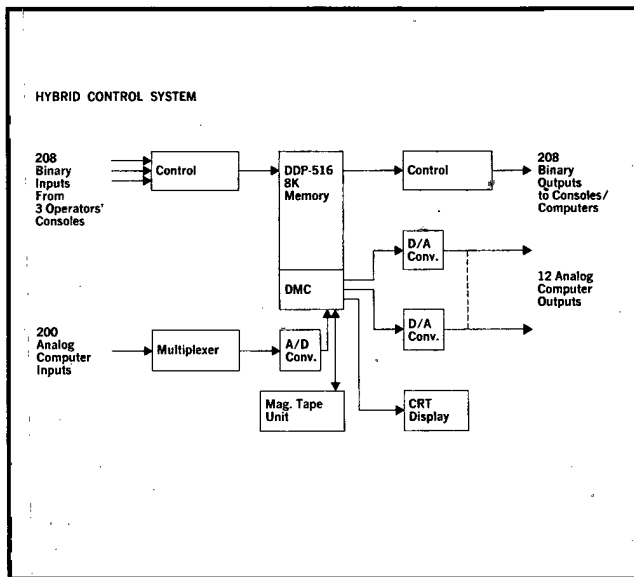 HYBRID CONTROL SYSTEM
208
Binary
Inputs
From
3 Operators'
Consoles
Control
DDP-516
8K
Memory
Control
208
Binary
Outputs
to Consoles/
Computers
D/A
Conv.
12 Analog
Computer
Outputs
DMC
D/A
Conv.
200
Analog
Computer
Inputs
Multiplexer
A/D
Conv.
Mag. Tape
Unit
CRT
Display